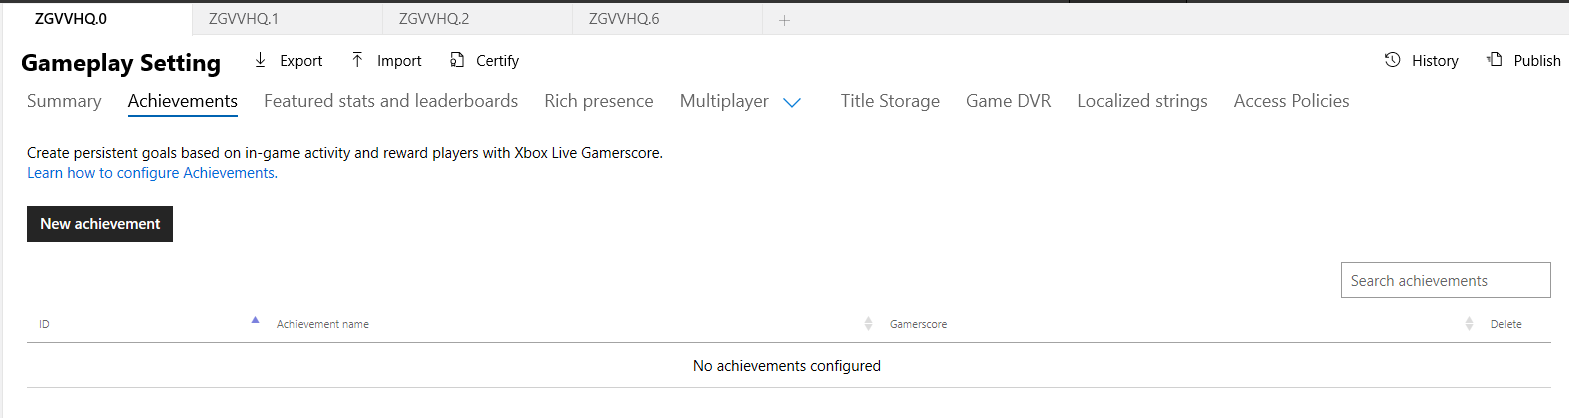 ZGVVHQ.0 ZGVVHQ.1 ZGVVHQ.2 ZGVVHQ.6 +
Gameplay Setting Export Import Certify History Publish
Summary Achievements Featured stats and leaderboards Rich presence Multiplayer Title Storage Game DVR Localized strings Access Policies
Create persistent goals based on in-game activity and reward players with Xbox Live Gamerscore.
Learn how to configure Achievements.
New achievement
Search achievements
ID Achievement name Gamerscore Delete
No achievements configured